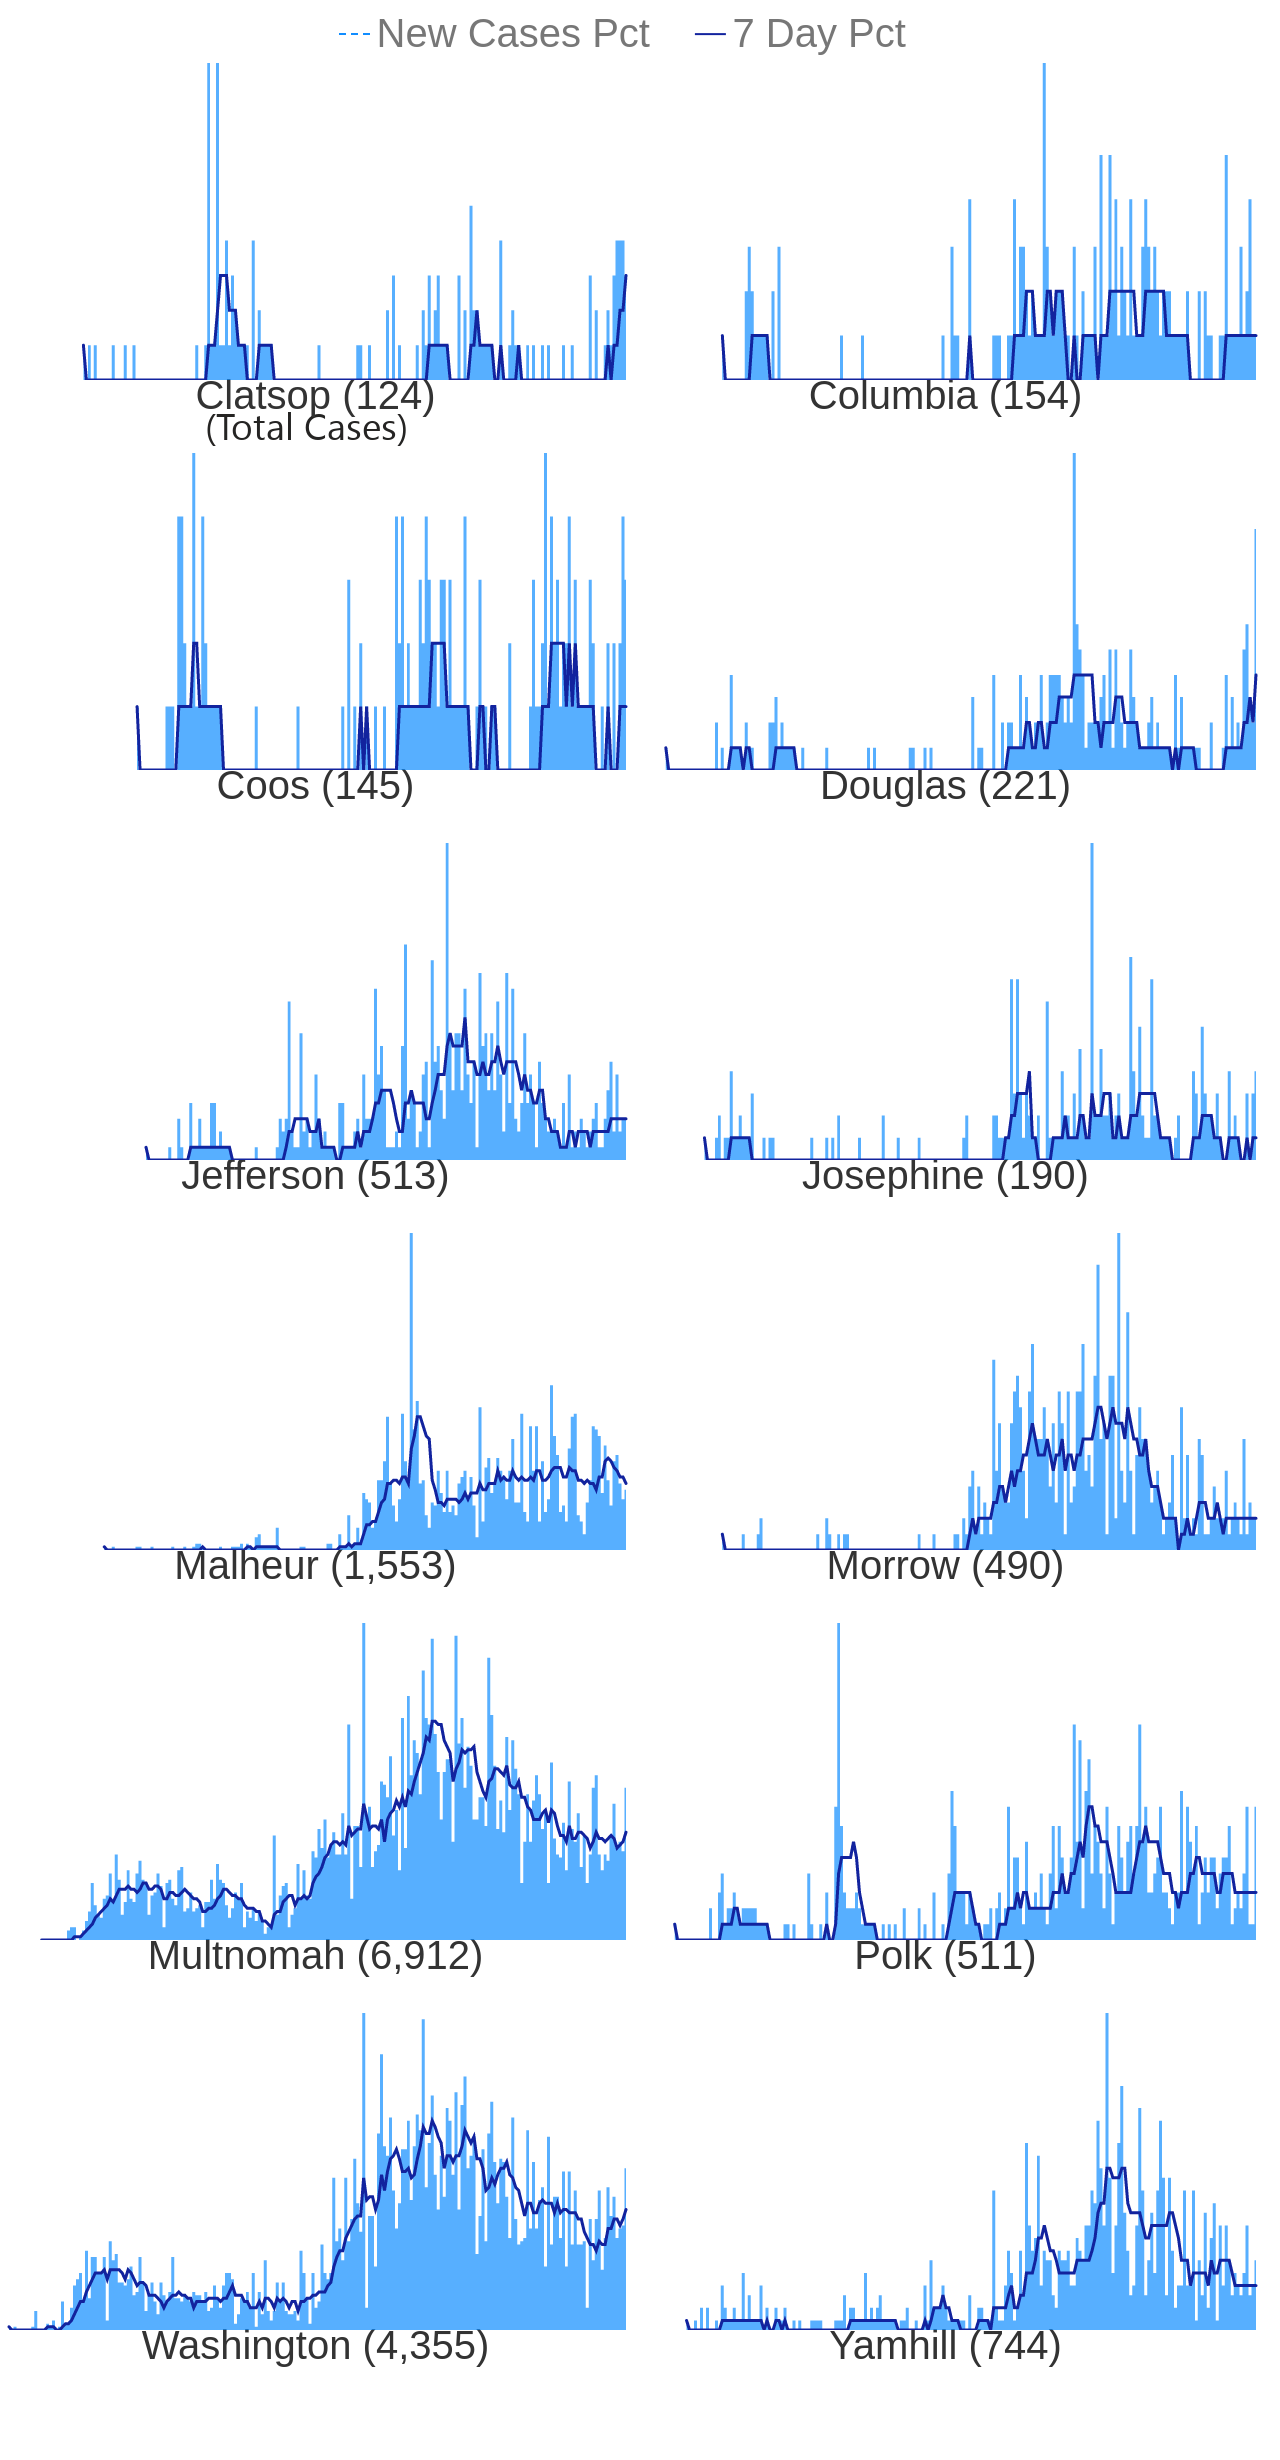 New Cases Pct 7 Day Pct
Clatsop (124) Columbia (154)
(Total Cases)
Coos (145) Douglas (221)
Jefferson (513) Josephine (190)
Malheur (1,553) Morrow (490)
Multnomah (6,912) Polk (511)
Washington (4,355) Yamhill (744)